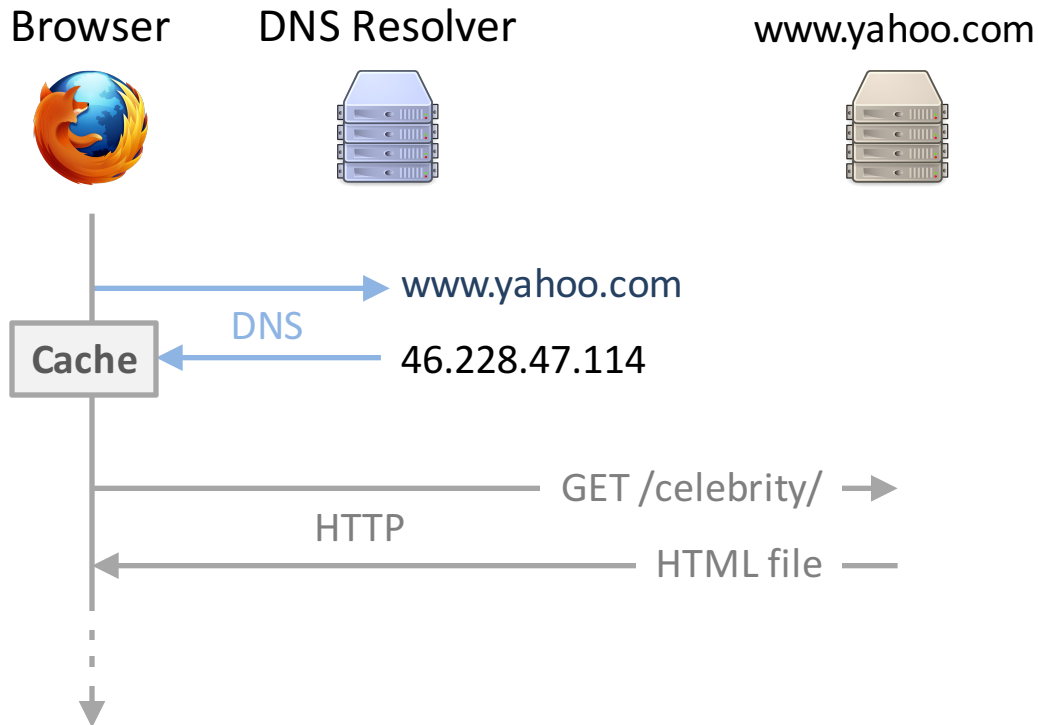 Browser
DNS Resolver
www.yahoo.com
www.yahoo.com
DNS
Cache
46.228.47.114
GET /celebrity/
HTTP
HTML file